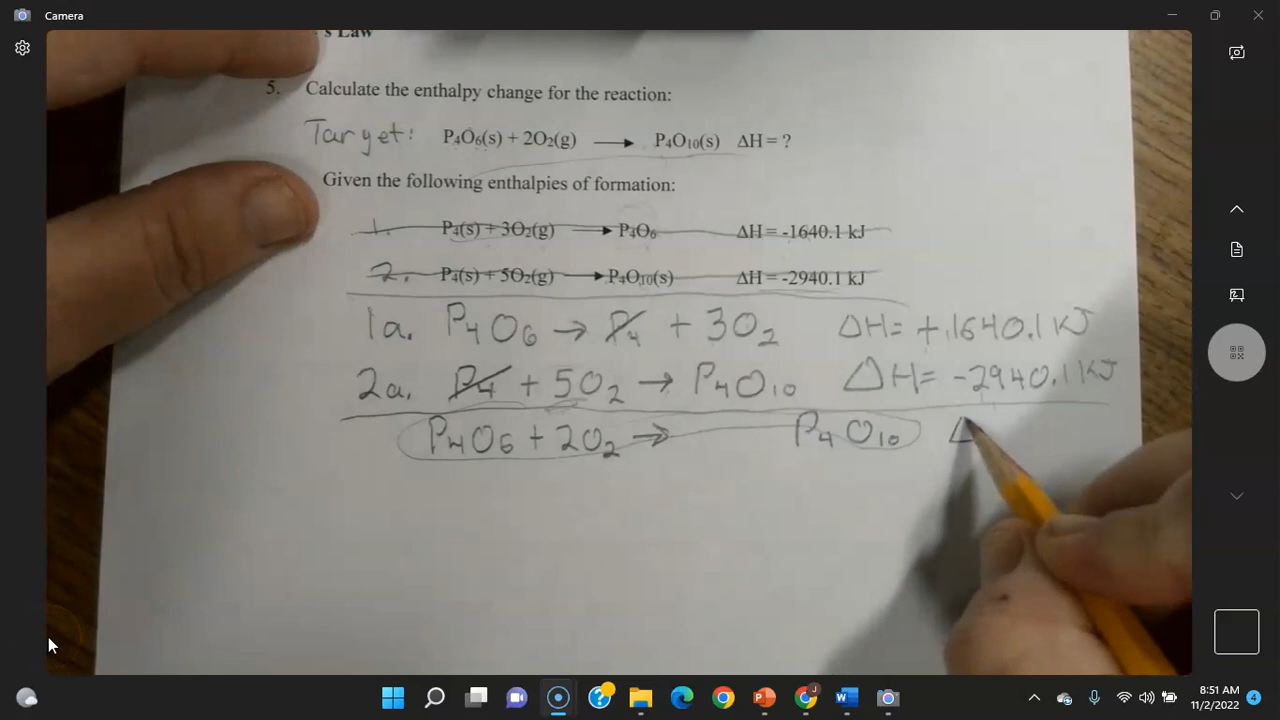 Camera
's Law
5. Calculate the enthalpy change for the reaction:
Target: P₄O₆(s) + 2O₂(g) ⟶ P₄O₁₀(s) ΔH = ?
Given the following enthalpies of formation:
1. P₄(s) + 3O₂(g) ⟶ P₄O₆ ΔH = -1640.1 kJ
2. P₄(s) + 5O₂(g) ⟶ P₄O₁₀(s) ΔH = -2940.1 kJ
1a. P₄O₆ → P₄ + 3O₂ ΔH= +1640.1 KJ
2a. P₄ + 5O₂ → P₄O₁₀ ΔH= -2940.1 KJ
P₄O₆ + 2O₂ → P₄O₁₀ Δ
8:51 AM
11/2/2022
4